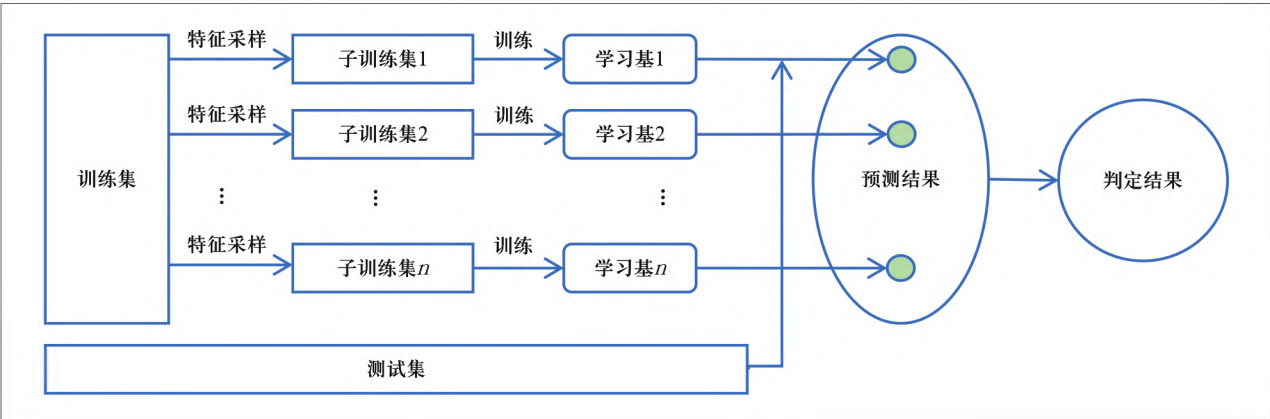 特征采样
训练
子训练集1
学习基1
特征采样
训练
子训练集2
学习基2
训练集
预测结果
判定结果
⋮
⋮
⋮
特征采样
训练
子训练集n
学习基n
测试集